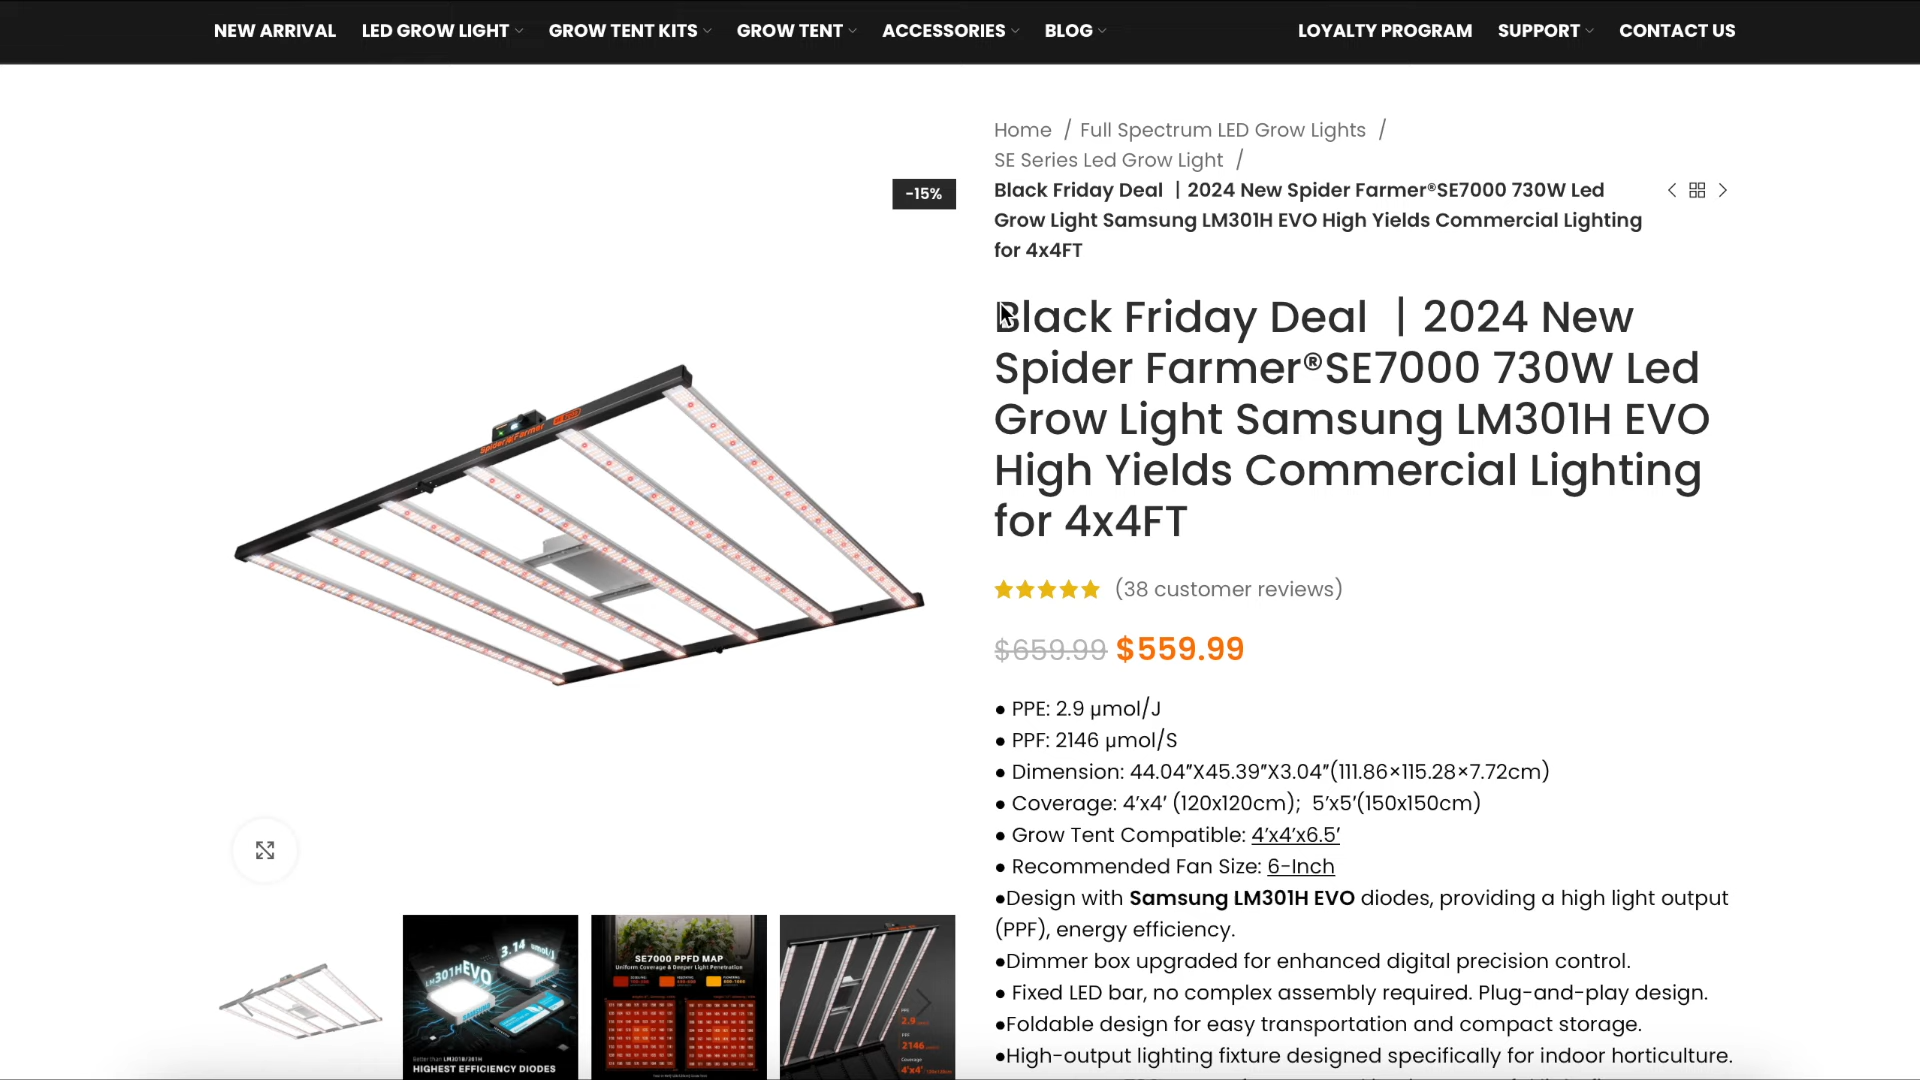 NEW ARRIVAL LED GROW LIGHT GROW TENT KITS GROW TENT ACCESSORIES BLOG LOYALTY PROGRAM SUPPORT CONTACT US
Home / Full Spectrum LED Grow Lights /
SE Series Led Grow Light /
Black Friday Deal ｜2024 New Spider Farmer®SE7000 730W Led
Grow Light Samsung LM301H EVO High Yields Commercial Lighting
for 4x4FT
-15%
Black Friday Deal ｜2024 New
Spider Farmer®SE7000 730W Led
Grow Light Samsung LM301H EVO
High Yields Commercial Lighting
for 4x4FT
(38 customer reviews)
$659.99 $559.99
● PPE: 2.9 µmol/J
● PPF: 2146 µmol/S
● Dimension: 44.04″X45.39″X3.04″(111.86×115.28×7.72cm)
● Coverage: 4’x4′ (120x120cm);  5’x5′(150x150cm)
● Grow Tent Compatible: 4’x4’x6.5′
● Recommended Fan Size: 6-Inch
●Design with Samsung LM301H EVO diodes, providing a high light output
(PPF), energy efficiency.
●Dimmer box upgraded for enhanced digital precision control.
● Fixed LED bar, no complex assembly required. Plug-and-play design.
●Foldable design for easy transportation and compact storage.
●High-output lighting fixture designed specifically for indoor horticulture.
Spider Farmer
3.14 umol/J
LM301H EVO
Better than LM301B/301H
HIGHEST EFFICIENCY DIODES
SE7000 PPFD MAP
Uniform Coverage & Deeper Light Penetration
PPE
2.9
PPF
2146
Coverage
4'x4'